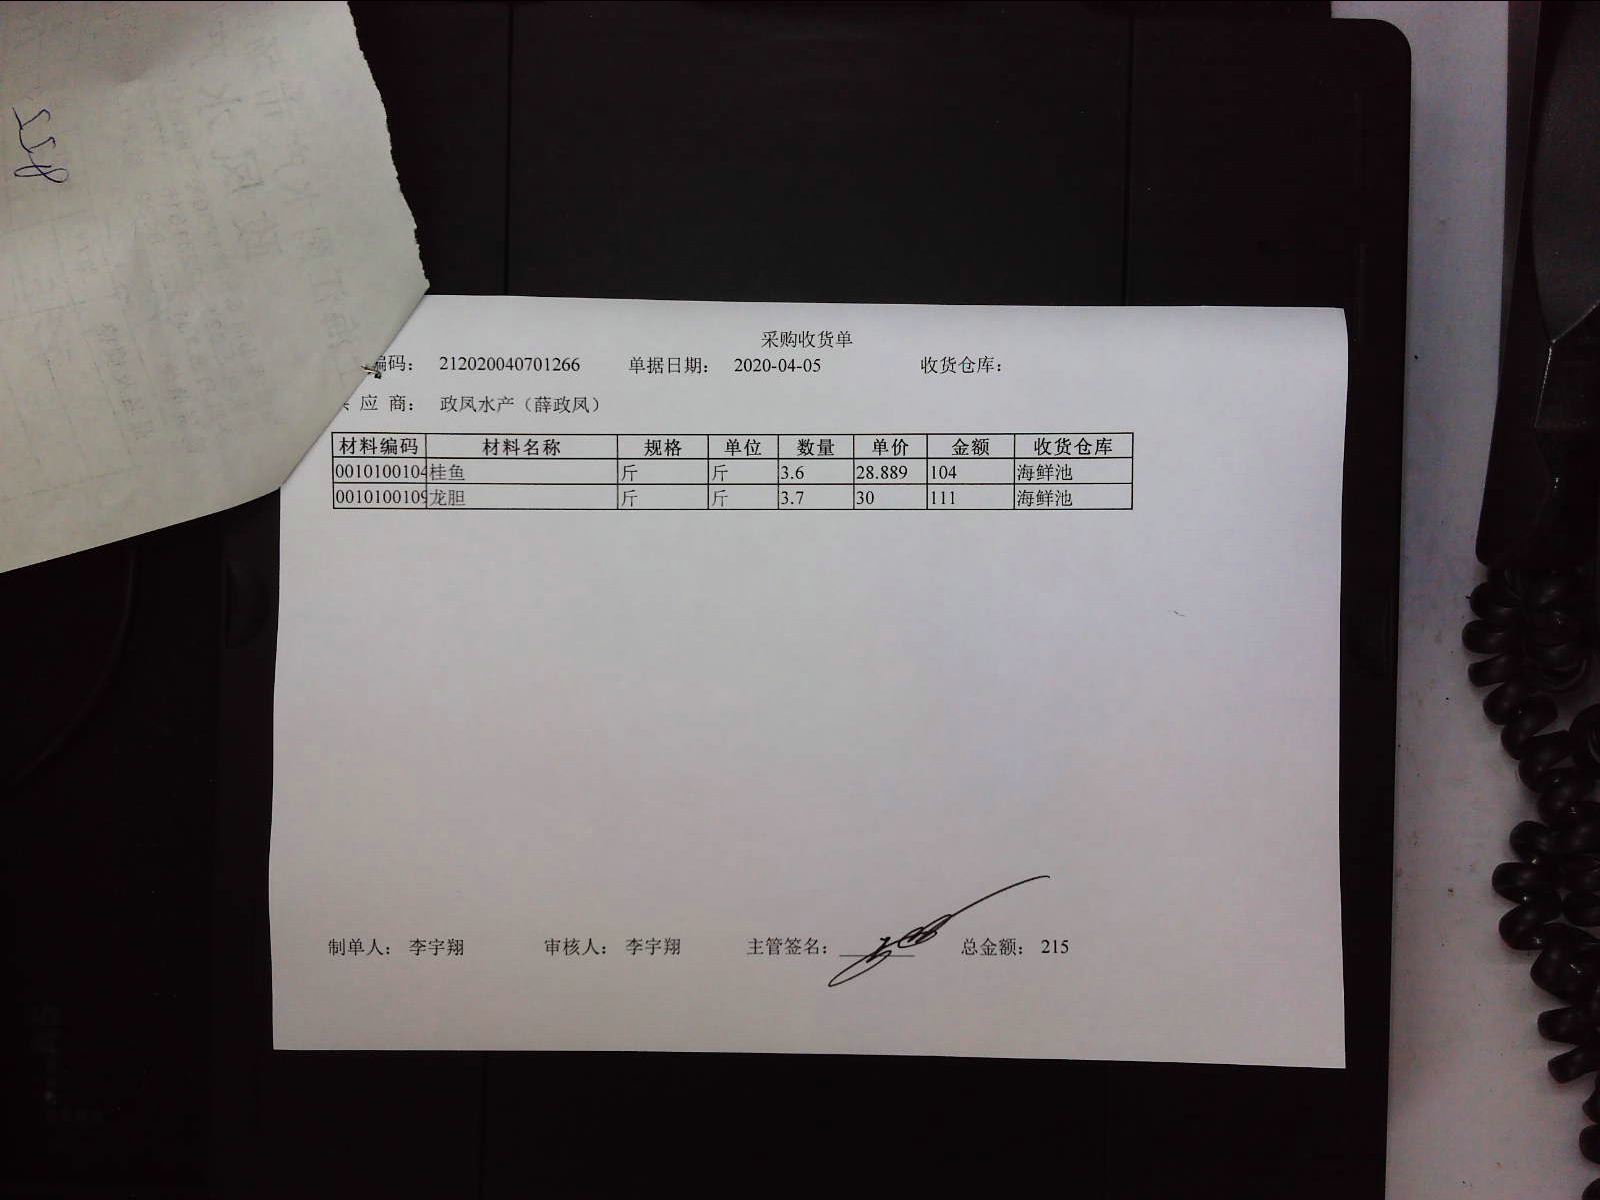 采购收货单
编码： 212020040701266 单据日期： 2020-04-05 收货仓库：
应 商： 政凤水产（薛政凤）
材料编码 材料名称 规格 单位 数量 单价 金额 收货仓库
0010100104 桂鱼 斤 斤 3.6 28.889 104 海鲜池
0010100109 龙胆 斤 斤 3.7 30 111 海鲜池
制单人： 李宇翔 审核人： 李宇翔 主管签名： 总金额： 215